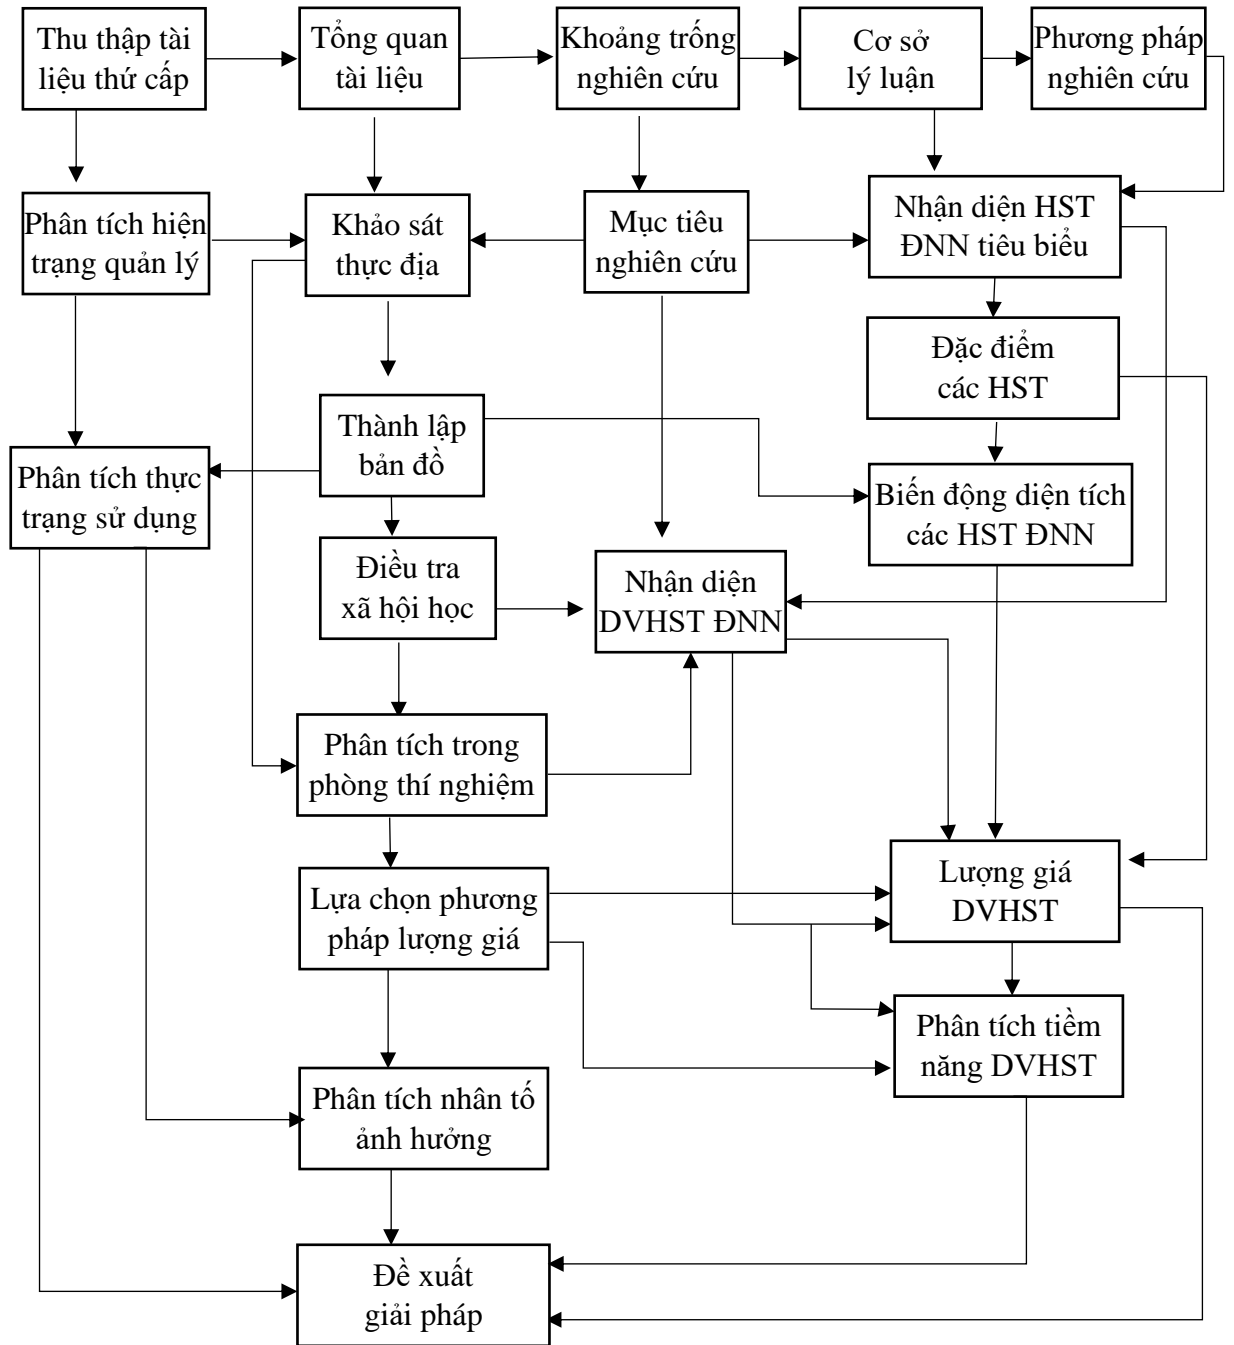 Thu thập tài
liệu thứ cấp
Tổng quan
tài liệu
Khoảng trống
nghiên cứu
Cơ sở
lý luận
Phương pháp
nghiên cứu
Phân tích hiện
trạng quản lý
Khảo sát
thực địa
Mục tiêu
nghiên cứu
Nhận diện HST
ĐNN tiêu biểu
Đặc điểm
các HST
Thành lập
bản đồ
Phân tích thực
trạng sử dụng
Biến động diện tích
các HST ĐNN
Điều tra
xã hội học
Nhận diện
DVHST ĐNN
Phân tích trong
phòng thí nghiệm
Lựa chọn phương
pháp lượng giá
Lượng giá
DVHST
Phân tích tiềm
năng DVHST
Phân tích nhân tố
ảnh hưởng
Đề xuất
giải pháp